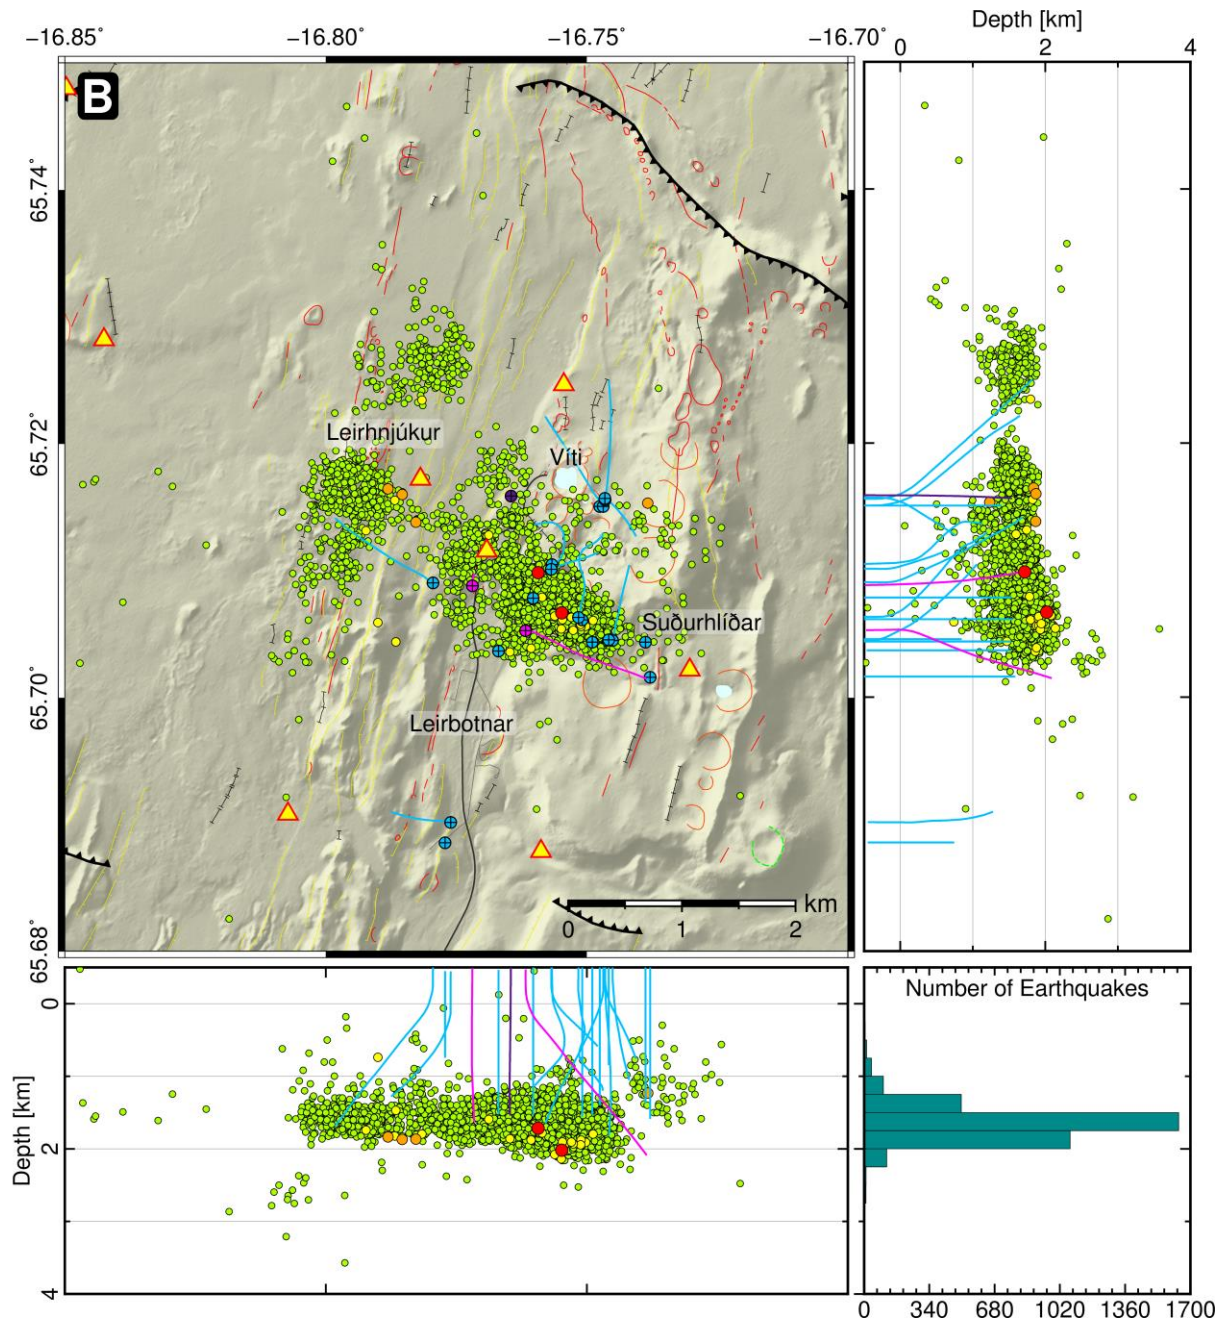 Depth [km]
−16.85˚ −16.80˚ −16.75˚ −16.70˚ 0 2 4
B
65.74˚
65.72˚
Leirhnjúkur
Víti
Suðurhlíðar
65.70˚
Leirbotnar
km
0 1 2
65.68˚
0
Number of Earthquakes
Depth [km]
2
4
0 340 680 1020 1360 1700